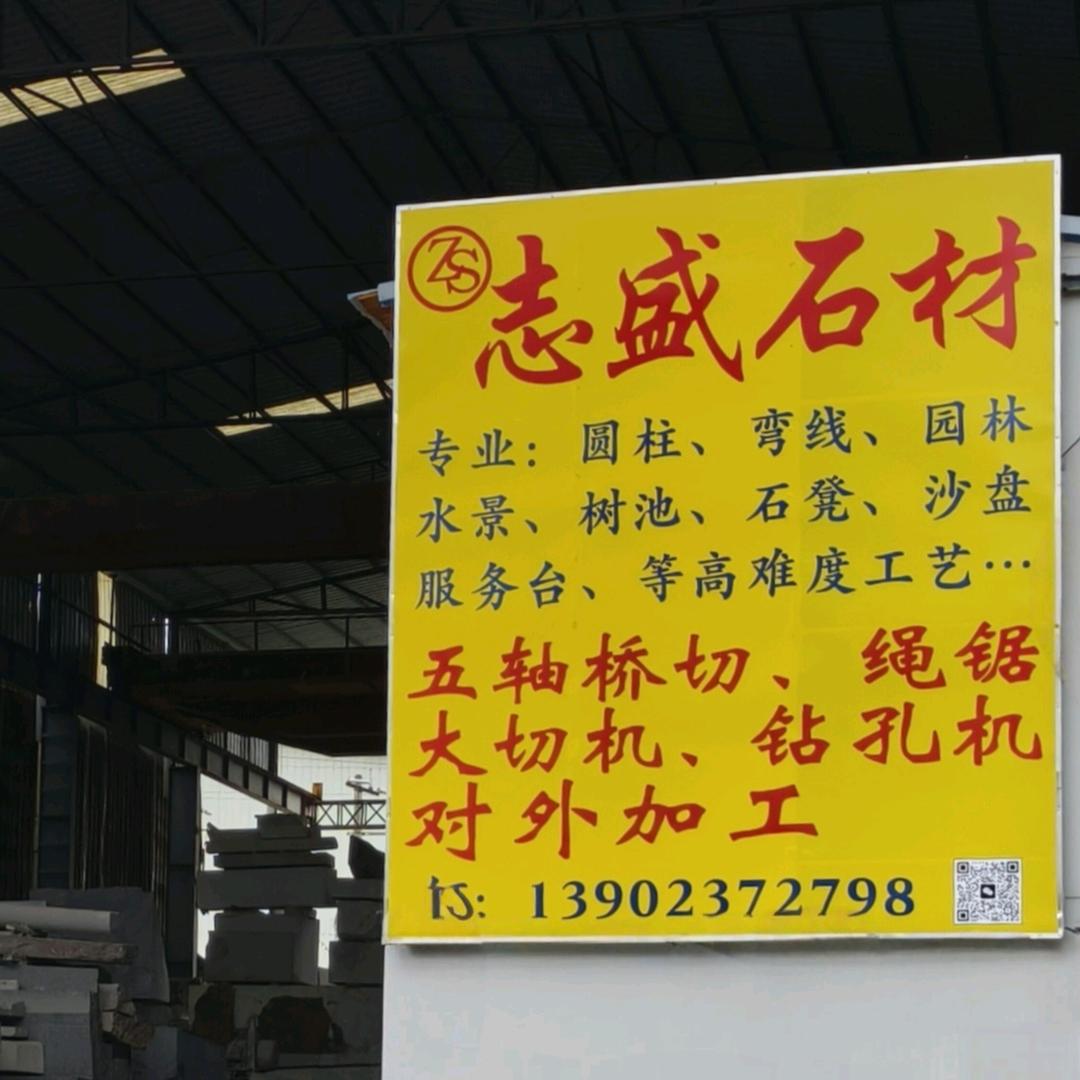 ZS 志盛石材
专业：圆柱、弯线、园林
水景、树池、石凳、沙盘
服务台、等高难度工艺…
五轴桥切、绳锯
大切机、钻孔机
对外加工
13902372798